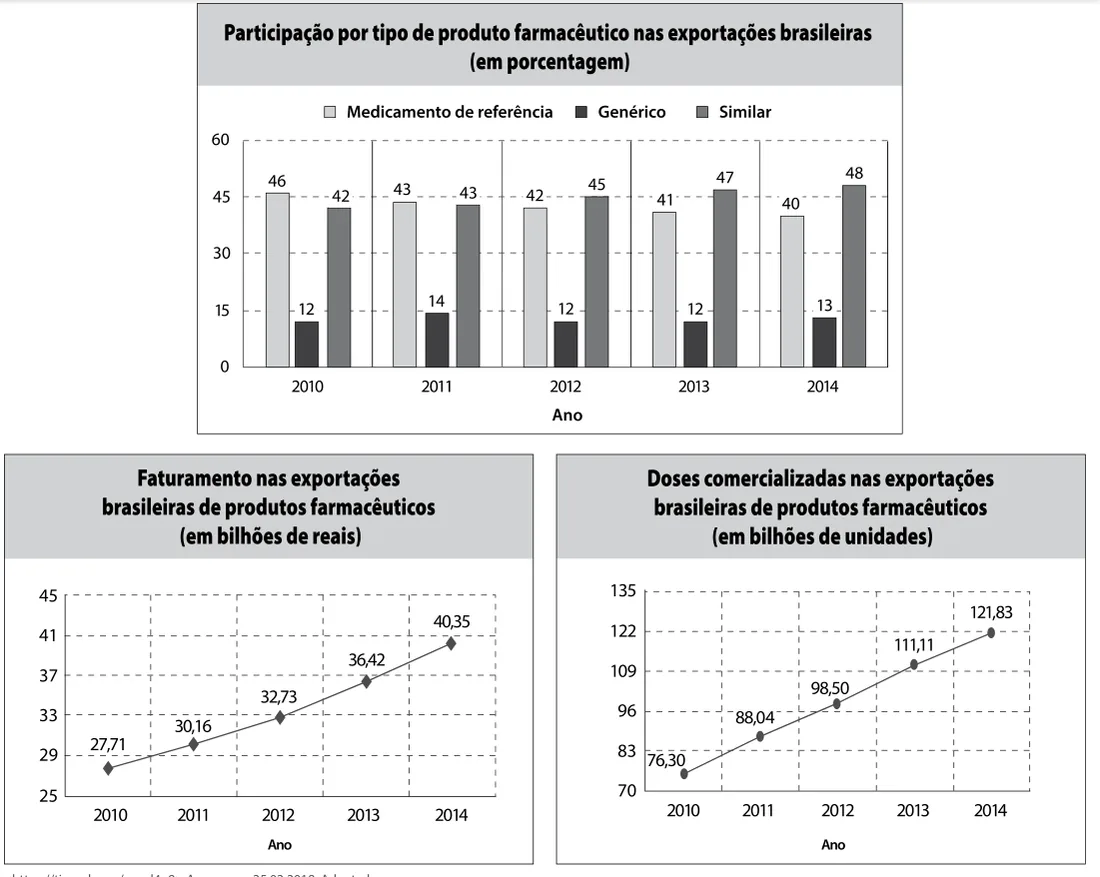 Participação por tipo de produto farmacêutico nas exportações brasileiras
(em porcentagem)
Medicamento de referência Genérico Similar
60
45
30
15
0
46 12 42
43 14 43
42 12 45
41 12 47
40 13 48
2010 2011 2012 2013 2014
Ano
Faturamento nas exportações
brasileiras de produtos farmacêuticos
(em bilhões de reais)
45
41
37
33
29
25
27,71
30,16
32,73
36,42
40,35
2010 2011 2012 2013 2014
Ano
Doses comercializadas nas exportações
brasileiras de produtos farmacêuticos
(em bilhões de unidades)
135
122
109
96
83
70
76,30
88,04
98,50
111,11
121,83
2010 2011 2012 2013 2014
Ano